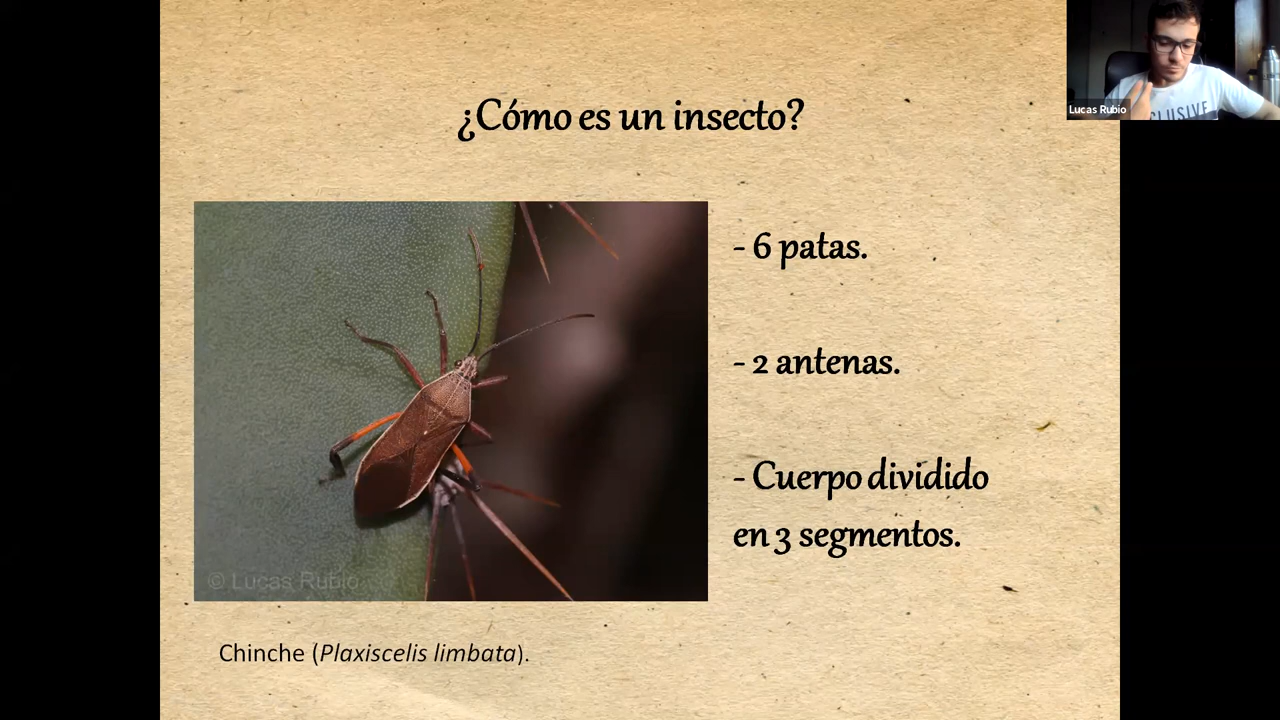 ¿Cómo es un insecto?
- 6 patas.
- 2 antenas.
- Cuerpo dividido
en 3 segmentos.
© Lucas Rubio
Chinche (Plaxiscelis limbata).
Lucas Rubio
CLUSIVE